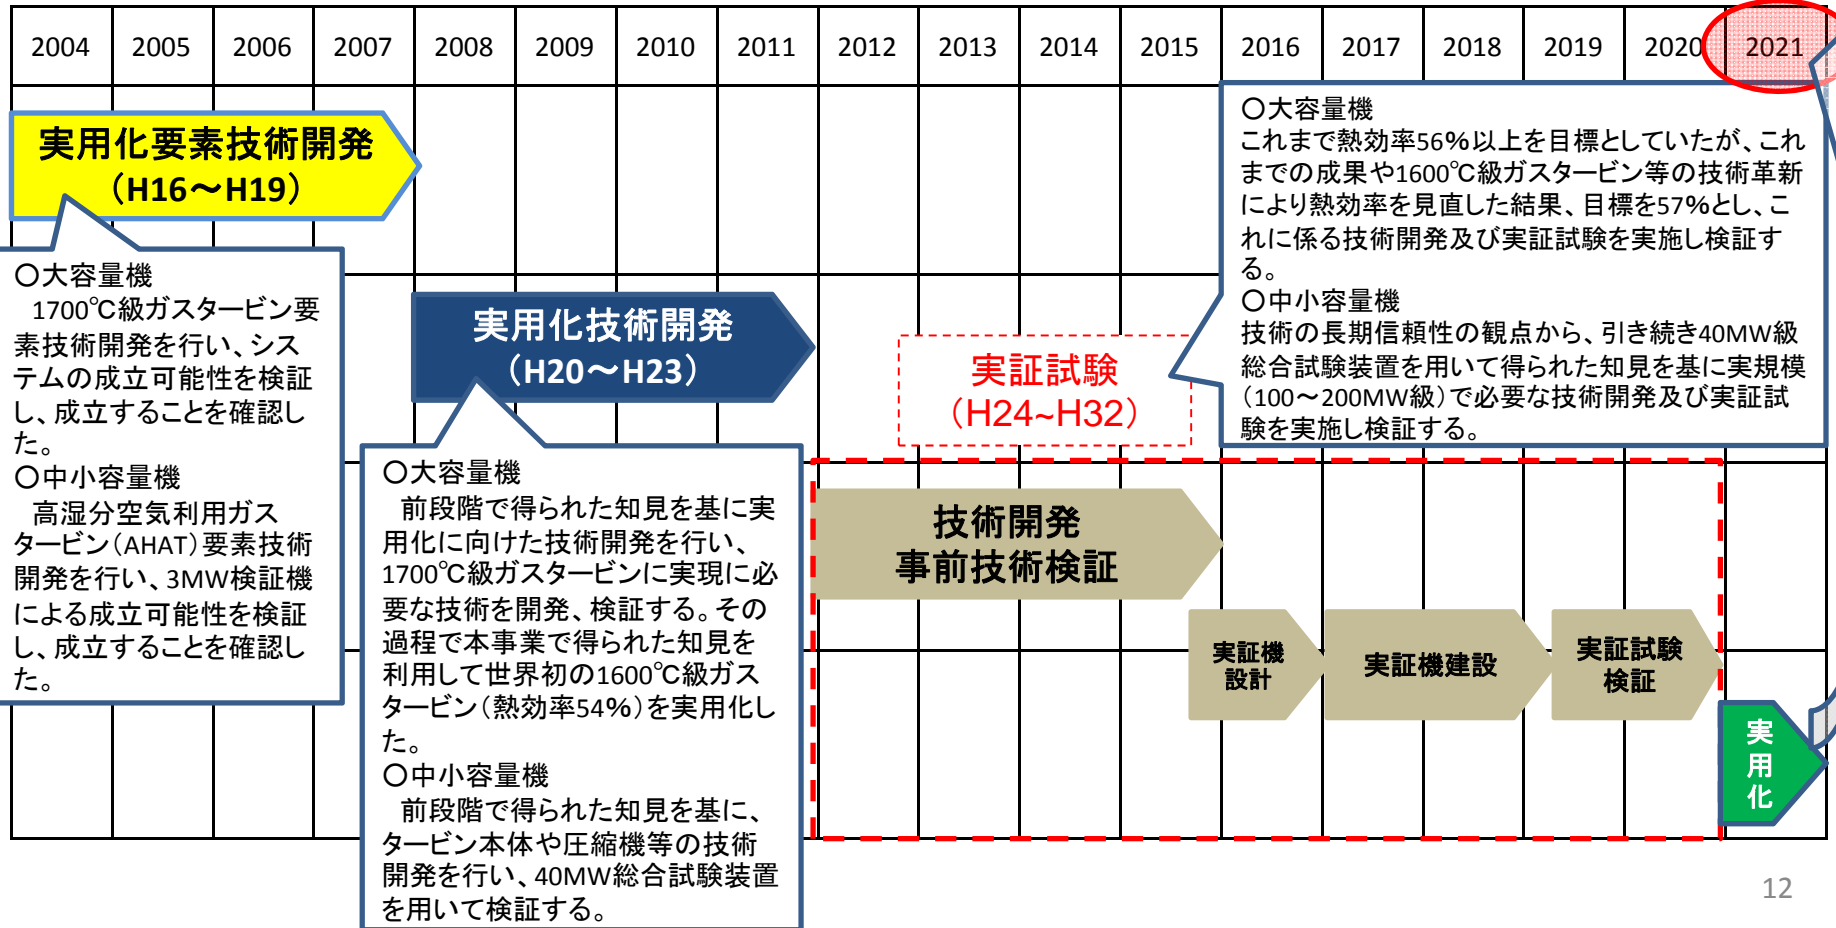 2004 2005 2006 2007 2008 2009 2010 2011 2012 2013 2014 2015 2016 2017 2018 2019 2020 2021
実用化要素技術開発
（H16～H19）
〇大容量機
1700℃級ガスタービン要
素技術開発を行い、シス
テムの成立可能性を検証
し、成立することを確認し
た。
〇中小容量機
高湿分空気利用ガス
タービン（AHAT）要素技術
開発を行い、3MW検証機
による成立可能性を検証
し、成立することを確認し
た。
実用化技術開発
（H20～H23）
〇大容量機
前段階で得られた知見を基に実
用化に向けた技術開発を行い、
1700℃級ガスタービンに実現に必
要な技術を開発、検証する。その
過程で本事業で得られた知見を
利用して世界初の1600℃級ガス
タービン（熱効率54%）を実用化し
た。
〇中小容量機
前段階で得られた知見を基に、
タービン本体や圧縮機等の技術
開発を行い、40MW総合試験装置
を用いて検証する。
実証試験
（H24~H32）
〇大容量機
これまで熱効率56%以上を目標としていたが、これ
までの成果や1600℃級ガスタービン等の技術革新
により熱効率を見直した結果、目標を57%とし、こ
れに係る技術開発及び実証試験を実施し検証す
る。
〇中小容量機
技術の長期信頼性の観点から、引き続き40MW級
総合試験装置を用いて得られた知見を基に実規模
（100～200MW級）で必要な技術開発及び実証試
験を実施し検証する。
技術開発
事前技術検証
実証機
設計
実証機建設
実証試験
検証
実
用
化
12